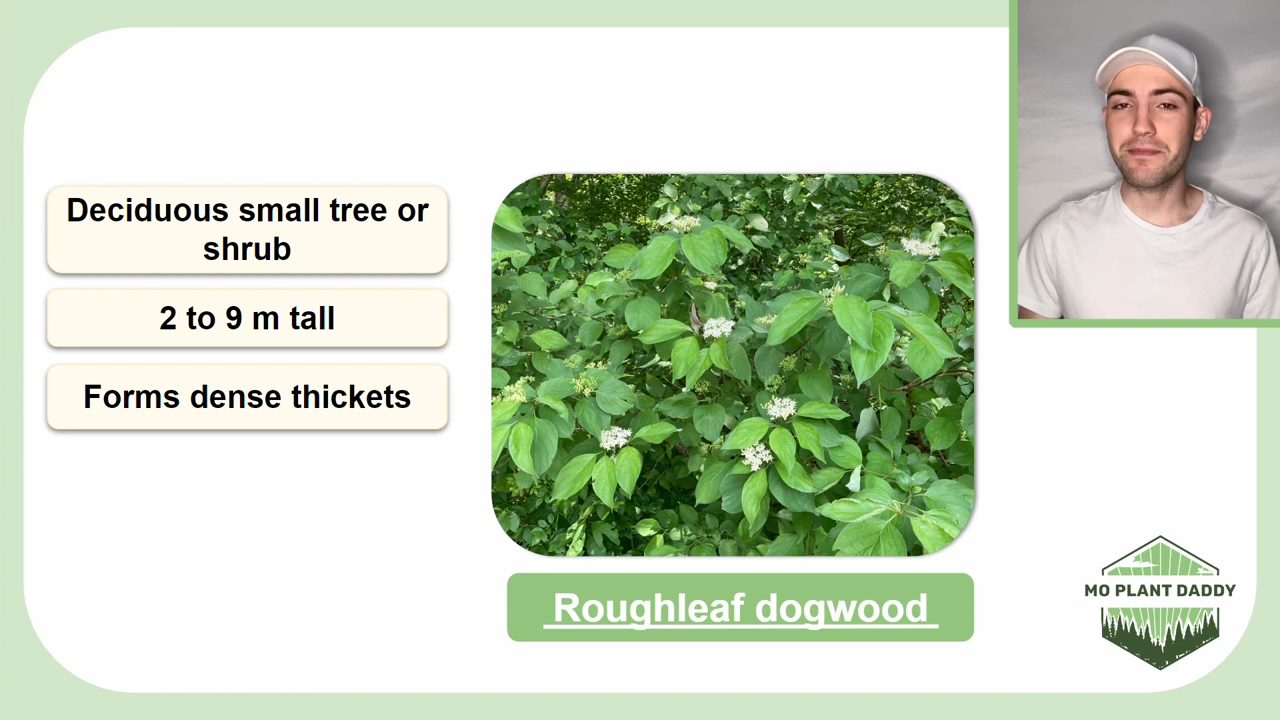 Deciduous small tree or
shrub
2 to 9 m tall
Forms dense thickets
Roughleaf dogwood
MO PLANT DADDY